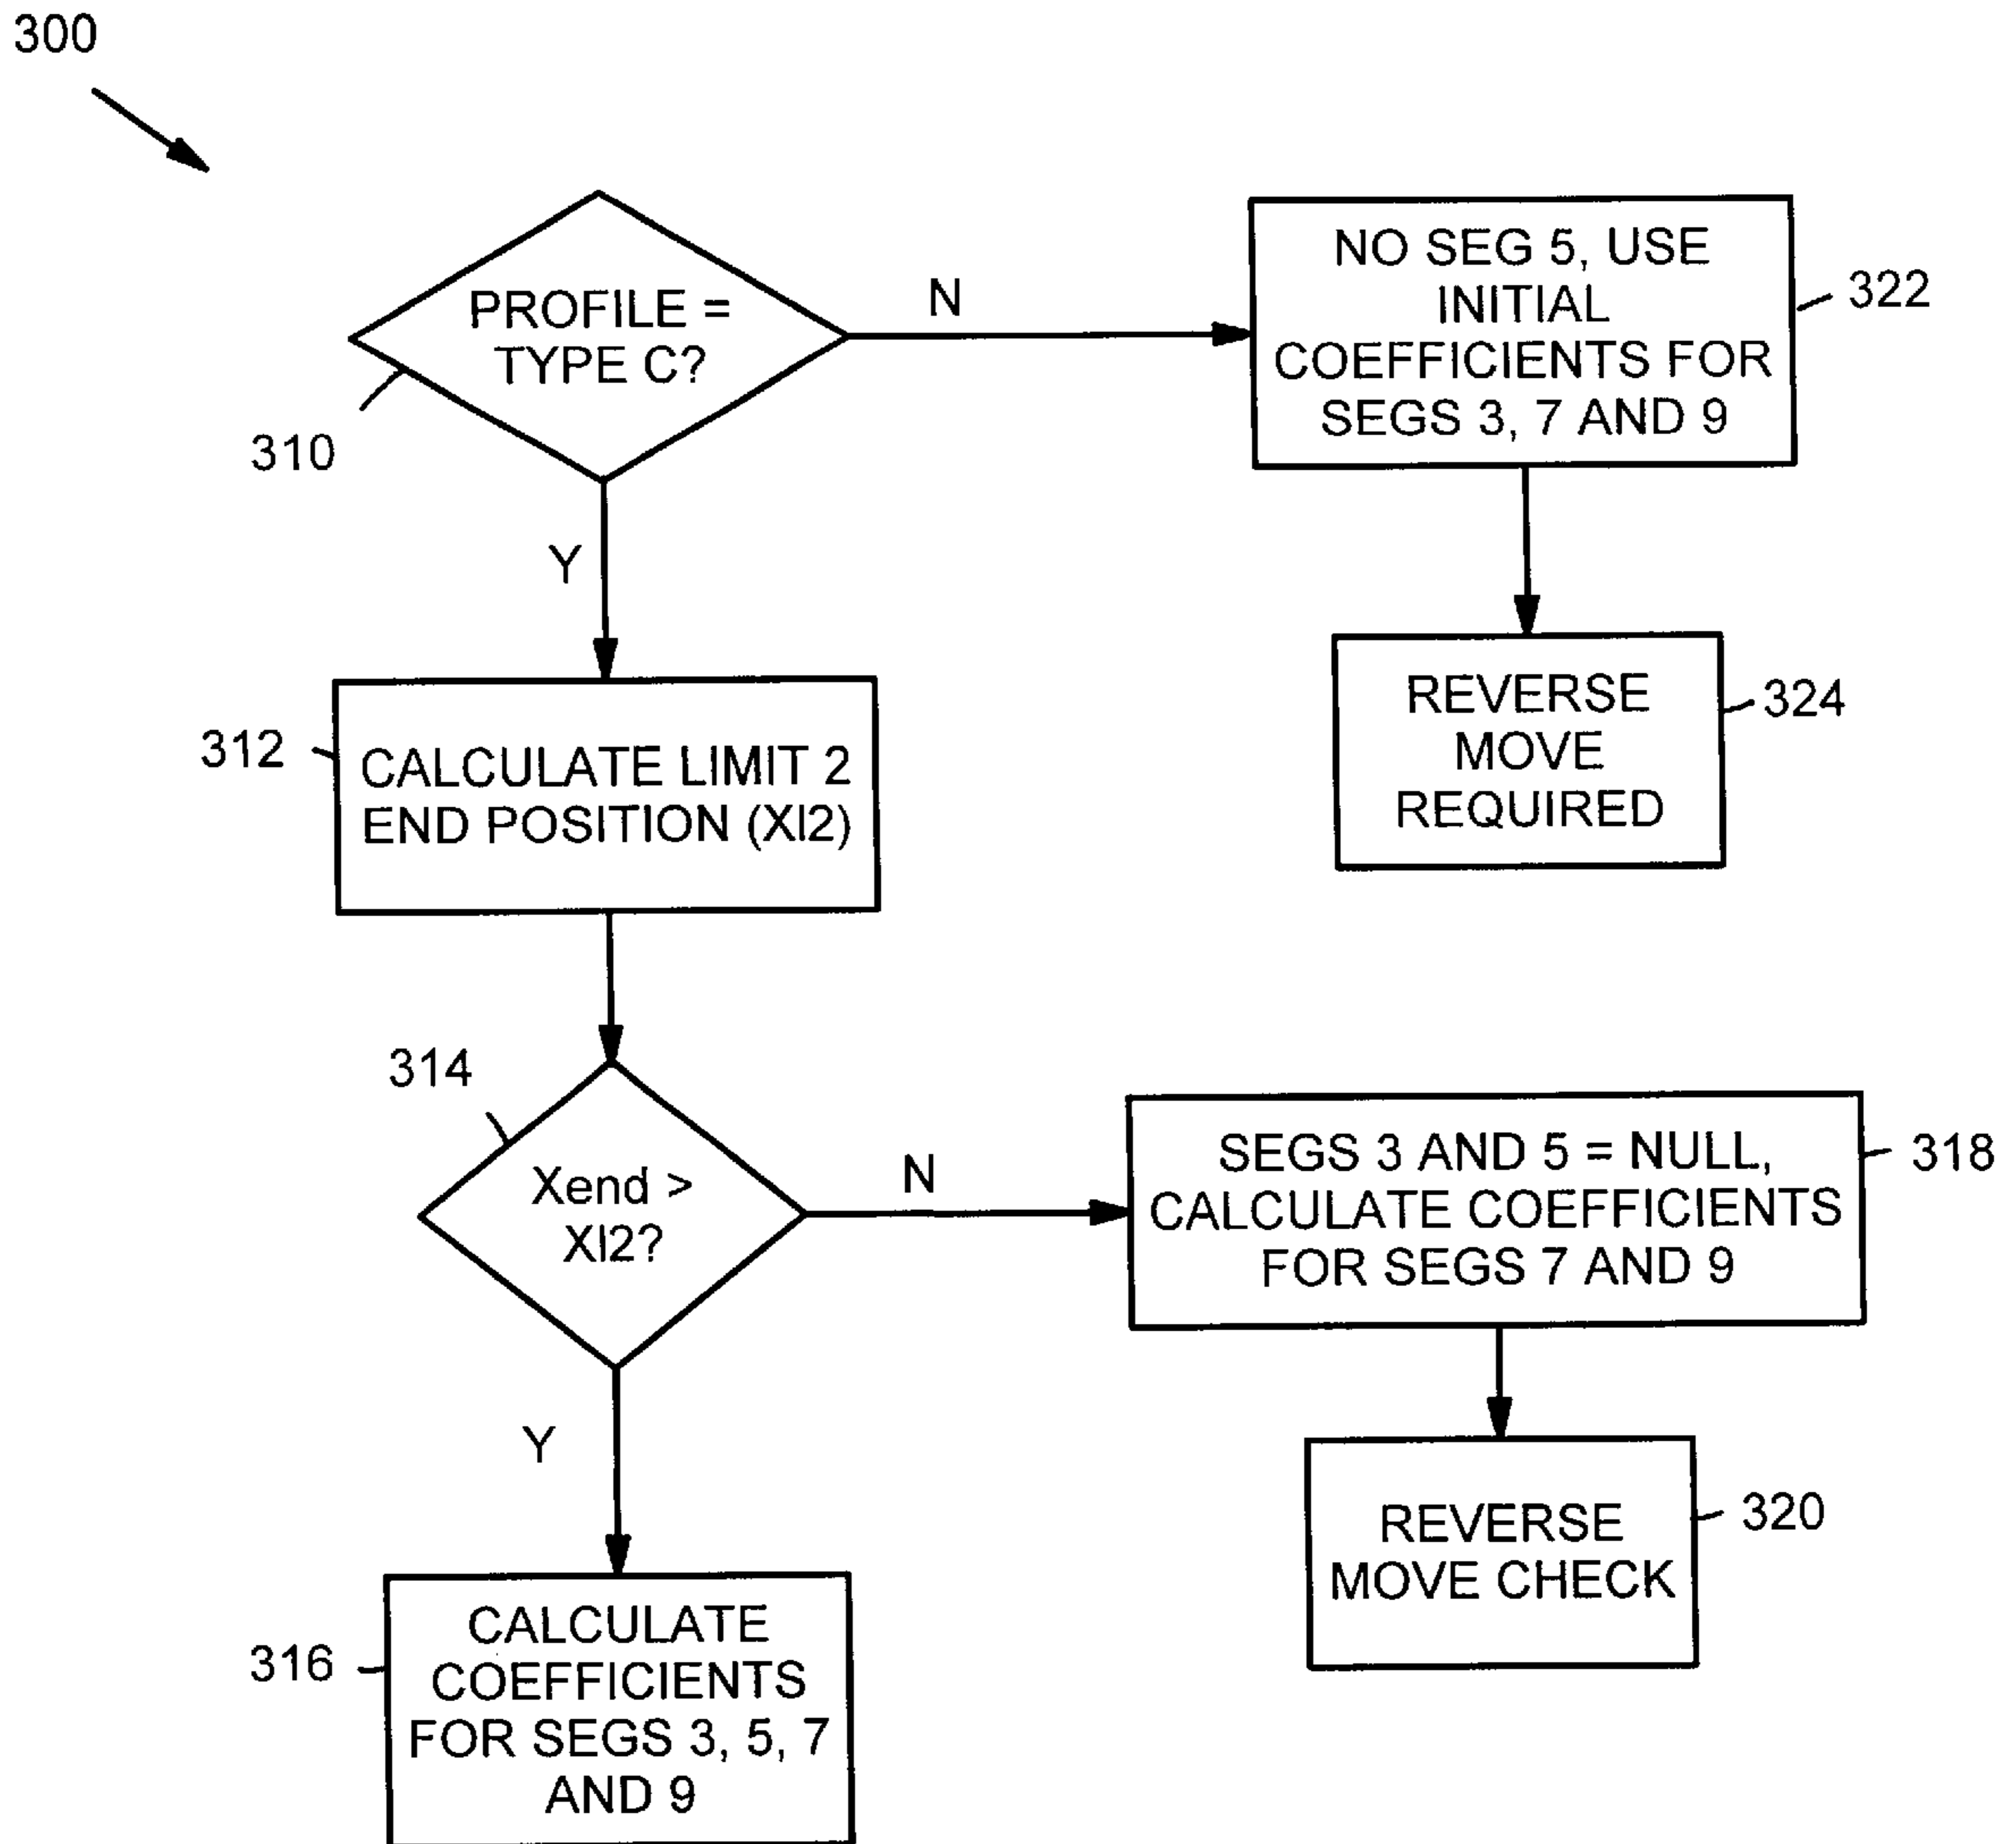 300
PROFILE =
TYPE C?
310
N
NO SEG 5, USE
INITIAL
COEFFICIENTS FOR
SEGS 3, 7 AND 9
322
Y
REVERSE
MOVE
REQUIRED
324
312
CALCULATE LIMIT 2
END POSITION (Xl2)
314
Xend >
Xl2?
N
SEGS 3 AND 5 = NULL,
CALCULATE COEFFICIENTS
FOR SEGS 7 AND 9
318
Y
REVERSE
MOVE CHECK
320
316
CALCULATE
COEFFICIENTS
FOR SEGS 3, 5, 7
AND 9